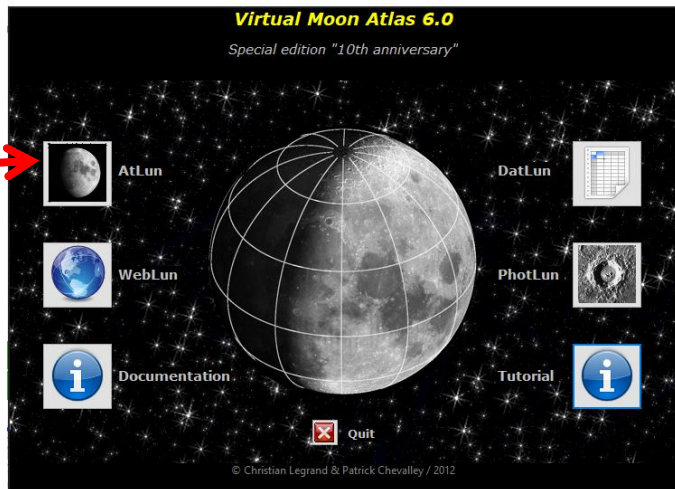 Virtual Moon Atlas 6.0
Special edition "10th anniversary"
AtLun
DatLun
WebLun
PhotLun
Documentation
Tutorial
Quit
© Christian Legrand & Patrick Chevalley / 2012